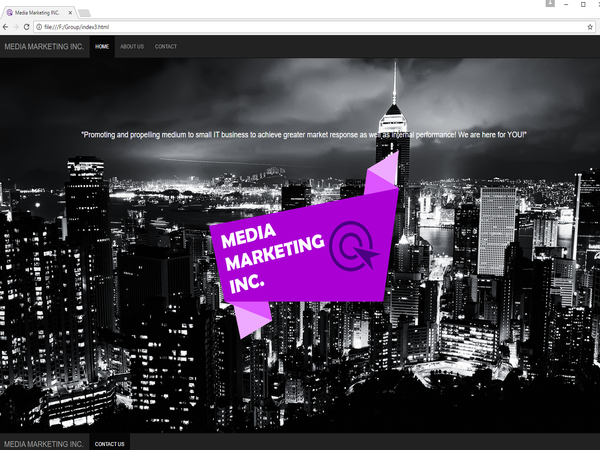 Media Marketing INC.
file:///F:/Group/index3.html
MEDIA MARKETING INC. HOME ABOUT US CONTACT
"Promoting and propelling medium to small IT business to achieve greater market response as well as internal performance! We are here for YOU!"
MEDIA
MARKETING
INC.
MEDIA MARKETING INC. CONTACT US